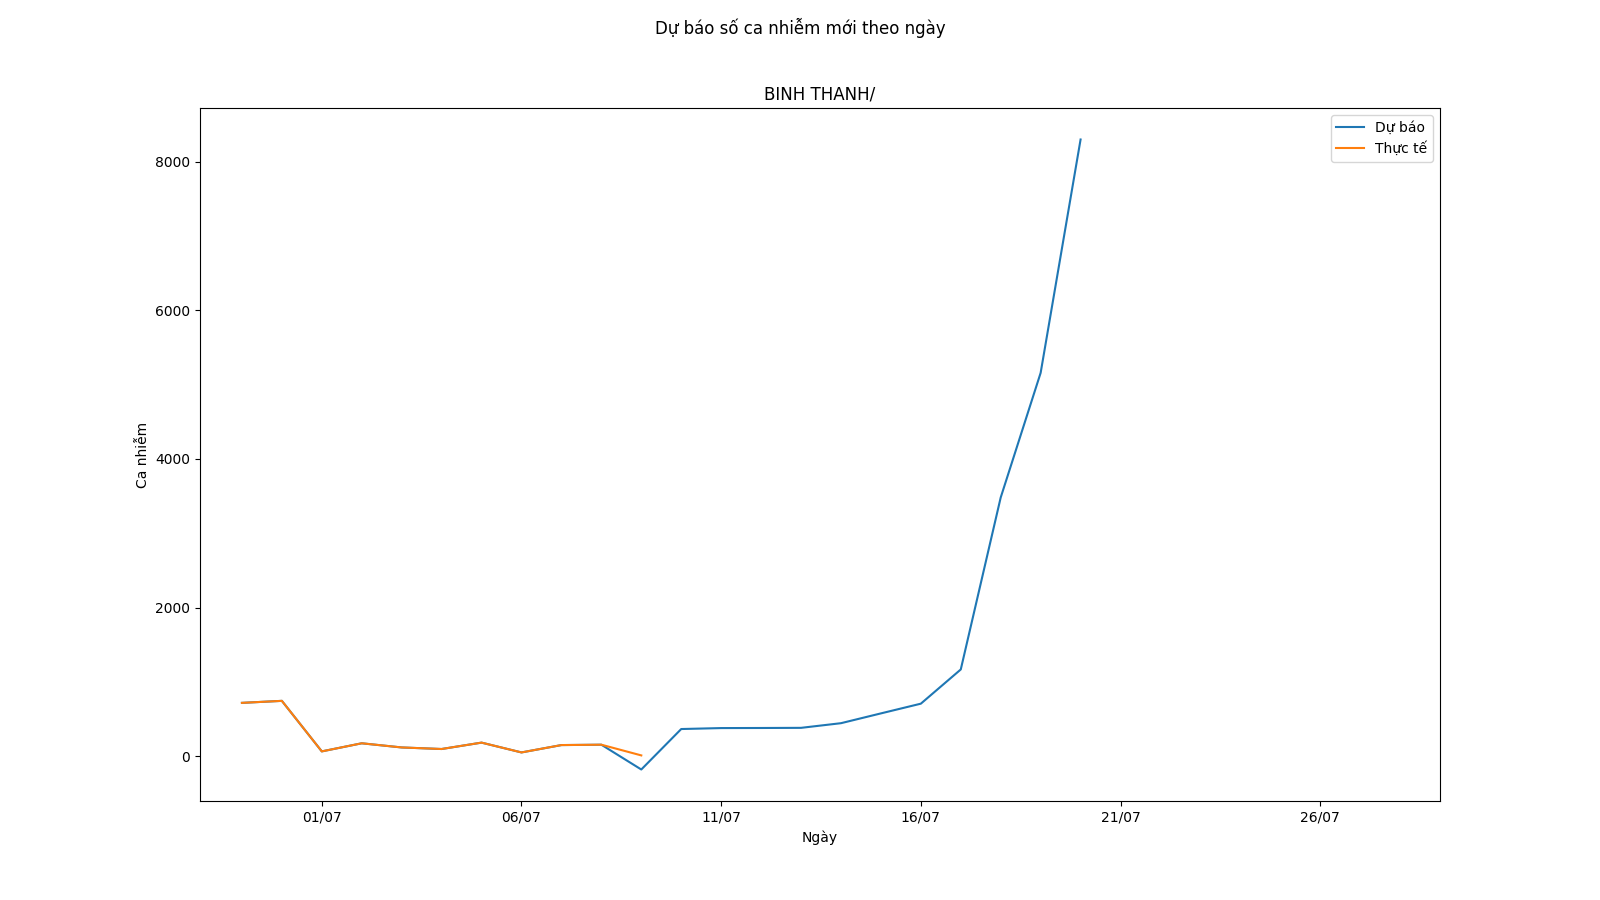 Dự báo số ca nhiễm mới theo ngày
BINH THANH/
Dự báo
Thực tế
8000
6000
4000
2000
0
Ca nhiễm
01/07 06/07 11/07 16/07 21/07 26/07
Ngày